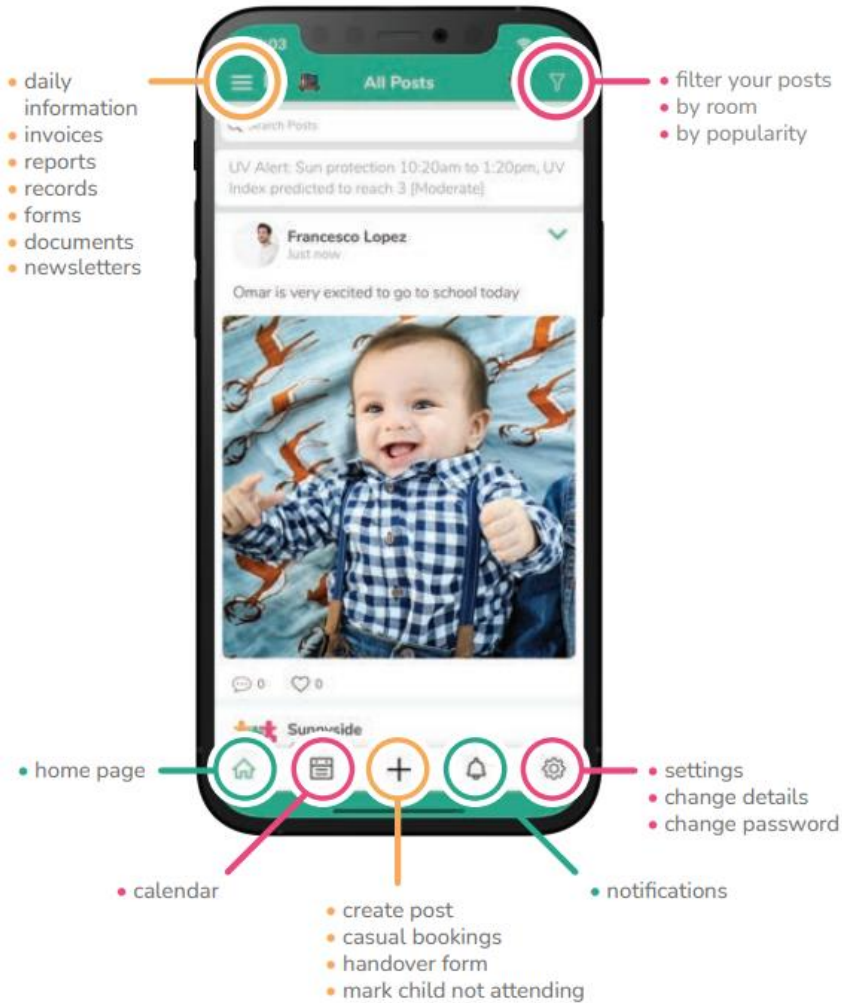 • daily
information
• invoices
• reports
• records
• forms
• documents
• newsletters
• filter your posts
• by room
• by popularity
All Posts
Search Posts
UV Alert: Sun protection 10:20am to 1:20pm, UV
Index predicted to reach 3 [Moderate]
Francesco Lopez
Just now
Omar is very excited to go to school today
0 0
Sunnyside
• home page
• settings
• change details
• change password
• calendar
• notifications
• create post
• casual bookings
• handover form
• mark child not attending